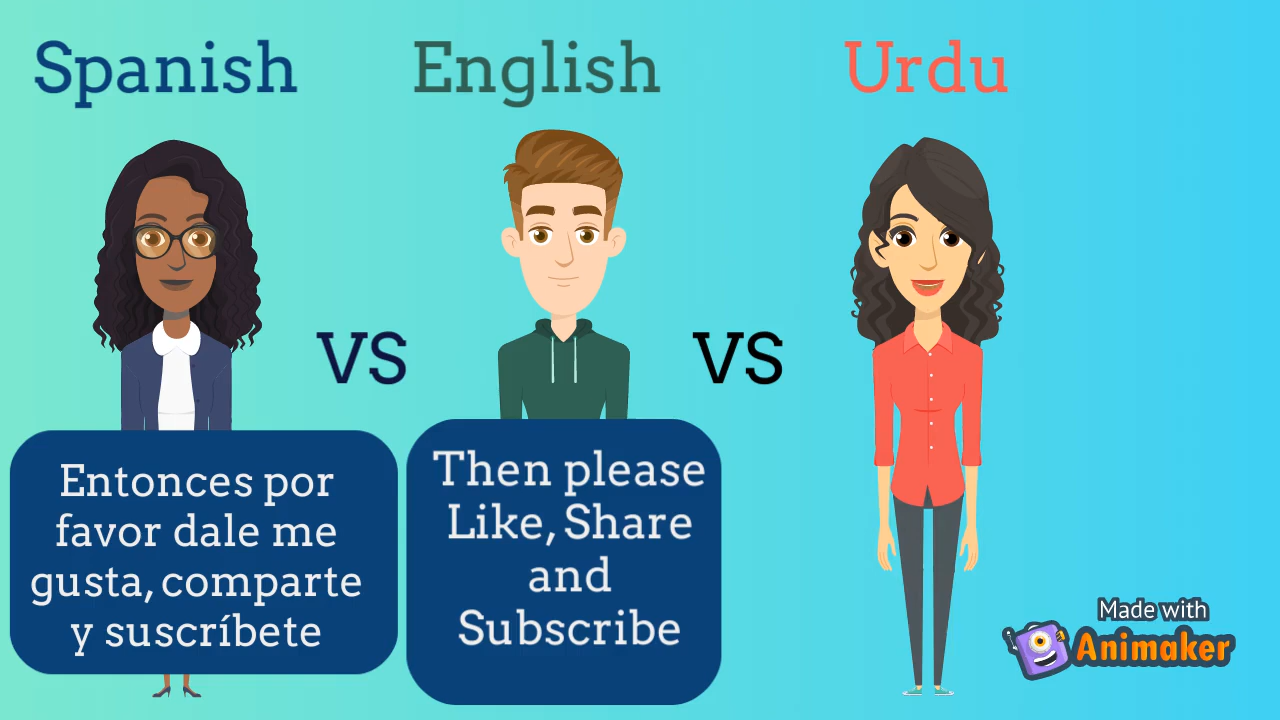 Spanish
English
Urdu
VS
VS
Entonces por
favor dale me
gusta, comparte
y suscríbete
Then please
Like, Share
and
Subscribe
Made with
Animaker